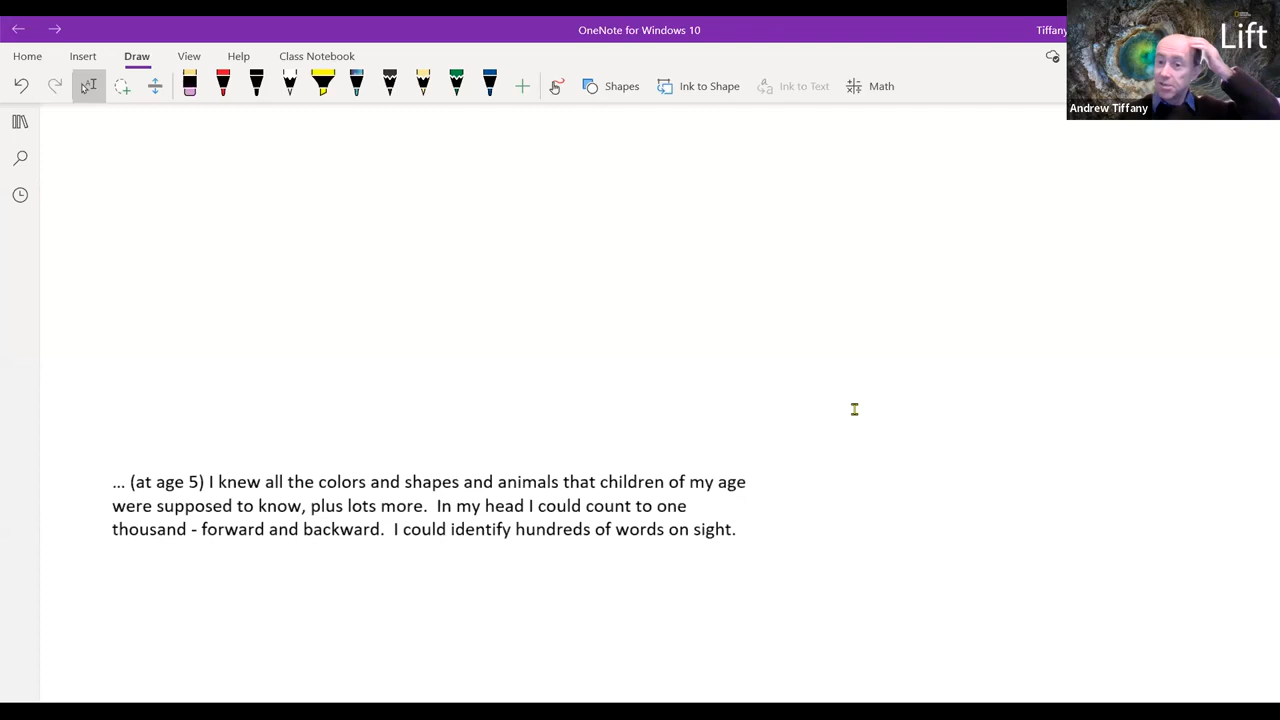 OneNote for Windows 10
Tiffany
Lift
Home Insert Draw View Help Class Notebook
Shapes Ink to Shape Ink to Text Math
Andrew Tiffany
... (at age 5) I knew all the colors and shapes and animals that children of my age
were supposed to know, plus lots more. In my head I could count to one
thousand - forward and backward. I could identify hundreds of words on sight.